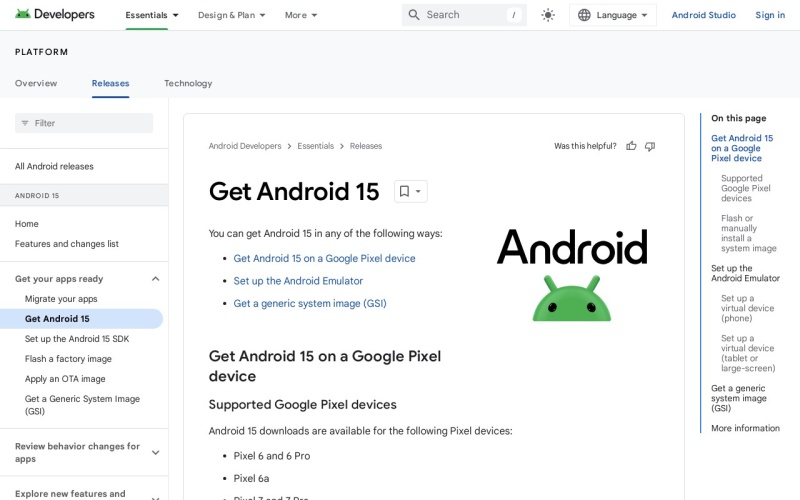 Developers
Essentials
Design & Plan
More
Search
/
Language
Android Studio
Sign in
PLATFORM
Overview
Releases
Technology
Filter
All Android releases
ANDROID 15
Home
Features and changes list
Get your apps ready
Migrate your apps
Get Android 15
Set up the Android 15 SDK
Flash a factory image
Apply an OTA image
Get a Generic System Image
(GSI)
Review behavior changes for
apps
Explore new features and
Android Developers
Essentials
Releases
Was this helpful?
Get Android 15
You can get Android 15 in any of the following ways:
Get Android 15 on a Google Pixel device
Set up the Android Emulator
Get a generic system image (GSI)
Android
Get Android 15 on a Google Pixel
device
Supported Google Pixel devices
Android 15 downloads are available for the following Pixel devices:
Pixel 6 and 6 Pro
Pixel 6a
Pixel 7 and 7 Pro
On this page
Get Android 15
on a Google
Pixel device
Supported
Google Pixel
devices
Flash or
manually
install a
system image
Set up the
Android Emulator
Set up a
virtual device
(phone)
Set up a
virtual device
(tablet or
large-screen)
Get a generic
system image
(GSI)
More information